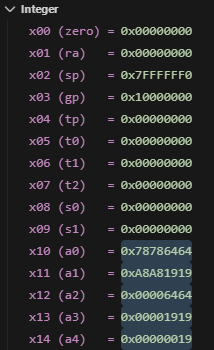 Integer
x00 (zero) = 0x00000000
x01 (ra) = 0x00000000
x02 (sp) = 0x7FFFFFF0
x03 (gp) = 0x10000000
x04 (tp) = 0x00000000
x05 (t0) = 0x00000000
x06 (t1) = 0x00000000
x07 (t2) = 0x00000000
x08 (s0) = 0x00000000
x09 (s1) = 0x00000000
x10 (a0) = 0x78786464
x11 (a1) = 0xA8A81919
x12 (a2) = 0x00006464
x13 (a3) = 0x00001919
x14 (a4) = 0x00000019